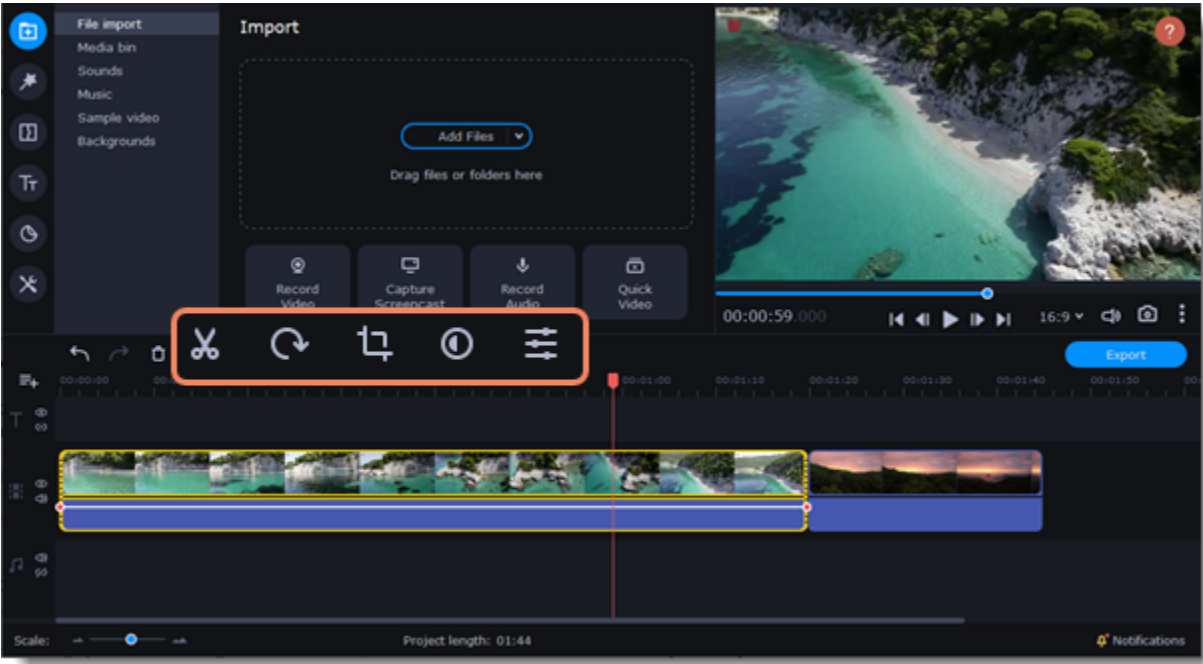 File import
Media bin
Sounds
Music
Sample video
Backgrounds
Import
Add Files
Drag files or folders here
Record
Video
Capture
Screencast
Record
Audio
Quick
Video
?
00:00:59.000
16:9
Export
00:00:00
00:01:00
00:01:10
00:01:20
00:01:30
00:01:40
00:01:50
Scale:
Project length: 01:44
Notifications